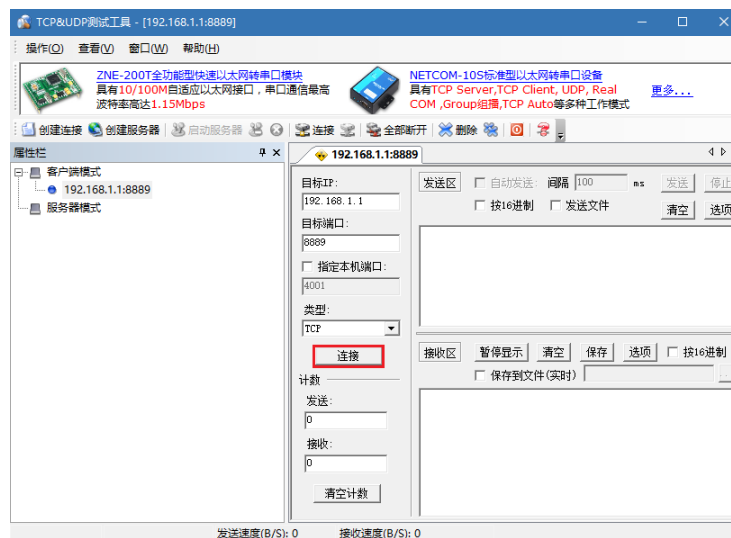 TCP&UDP测试工具 - [192.168.1.1:8889]
操作(O) 查看(V) 窗口(W) 帮助(H)
ZNE-200T全功能型快速以太网转串口模块
具有10/100M自适应以太网接口，串口通信最高
波特率高达1.15Mbps
NETCOM-10S标准型以太网转串口设备
具有TCP Server,TCP Client, UDP, Real
COM ,Group组播,TCP Auto等多种工作模式
更多...
创建连接 创建服务器 启动服务器 连接 全部断开 删除
属性栏
客户端模式
192.168.1.1:8889
服务器模式
192.168.1.1:8889
目标IP:
192.168.1.1
目标端口:
8889
指定本机端口:
4001
类型:
TCP
连接
计数
发送:
0
接收:
0
清空计数
发送区 自动发送: 间隔 100 ms 发送 停止
按16进制 发送文件 清空 选项
接收区 暂停显示 清空 保存 选项 按16进制
保存到文件(实时)
发送速度(B/S): 0 接收速度(B/S): 0